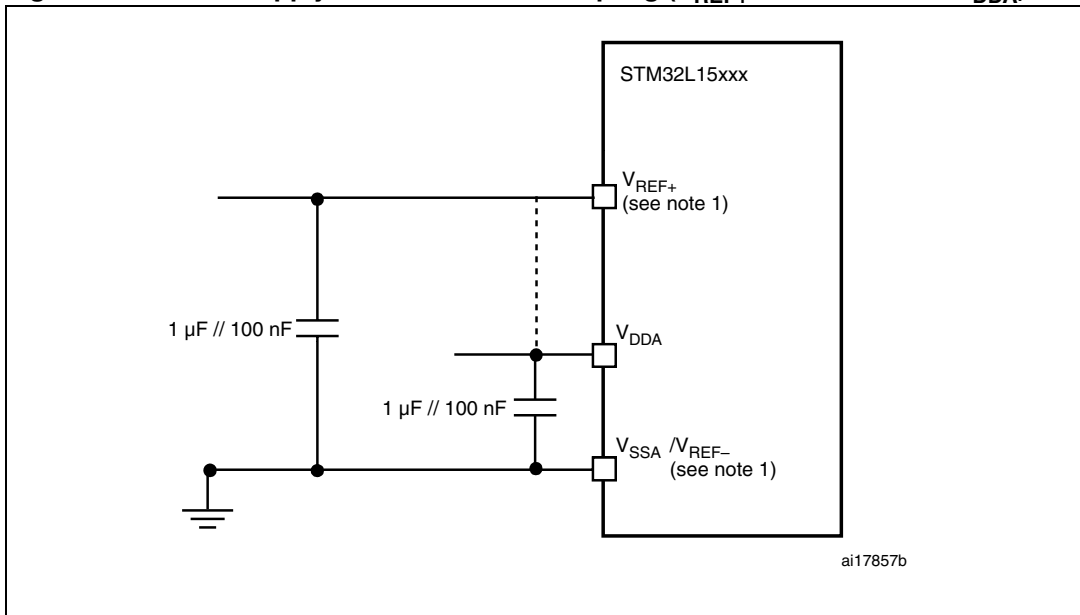 STM32L15xxx
VREF+
(see note 1)
1 µF // 100 nF
VDDA
1 µF // 100 nF
VSSA /VREF–
(see note 1)
ai17857b